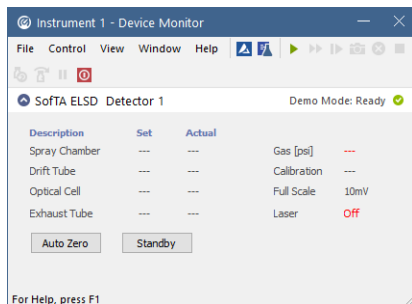 Instrument 1 - Device Monitor
File Control View Window Help
SofTA ELSD Detector 1 Demo Mode: Ready
Description Set Actual
Spray Chamber --- --- Gas [psi] ---
Drift Tube --- --- Calibration ---
Optical Cell --- --- Full Scale 10mV
Exhaust Tube --- --- Laser Off
Auto Zero Standby
For Help, press F1